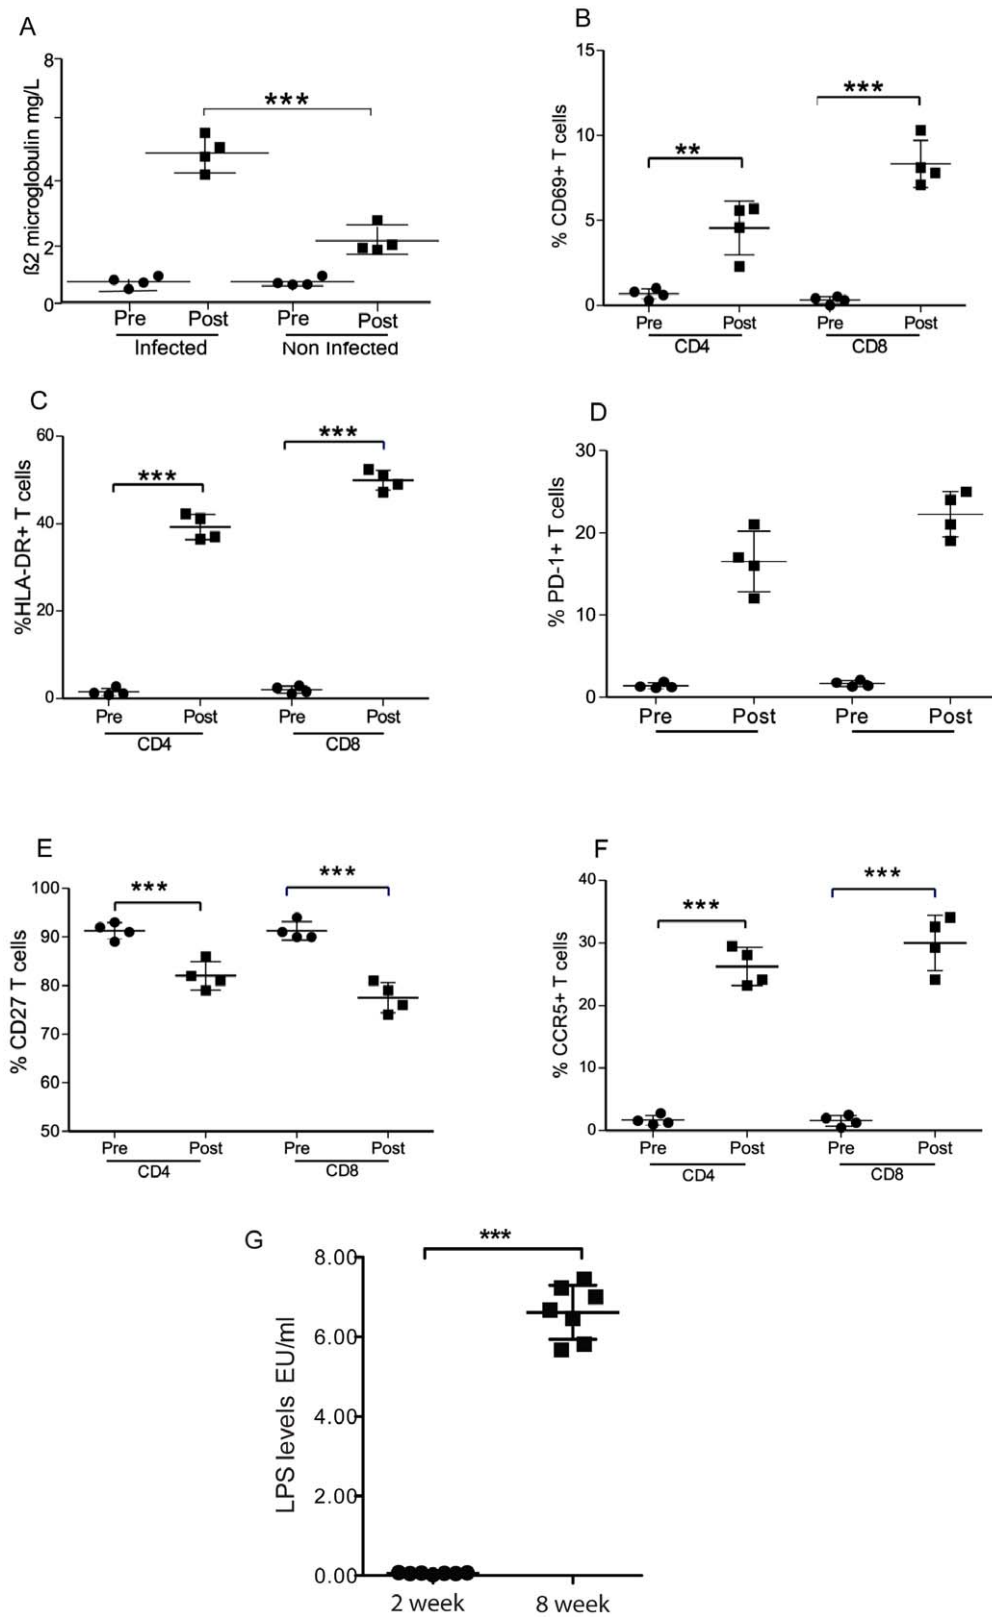 A
ß2 microglobulin mg/L
8
4
2
0
***
Pre Post Pre Post
Infected Non Infected
B
% CD69+ T cells
15
10
5
0
**
***
Pre Post Pre Post
CD4 CD8
C
%HLA-DR+ T cells
60
40
20
0
***
***
Pre Post Pre Post
CD4 CD8
D
% PD-1+ T cells
30
20
10
0
Pre Post Pre Post
E
% CD27 T cells
100
90
80
70
60
50
***
***
Pre Post Pre Post
CD4 CD8
F
% CCR5+ T cells
40
30
20
10
0
***
***
Pre Post Pre Post
CD4 CD8
G
LPS levels EU/ml
8.00
6.00
4.00
2.00
0.00
***
2 week 8 week